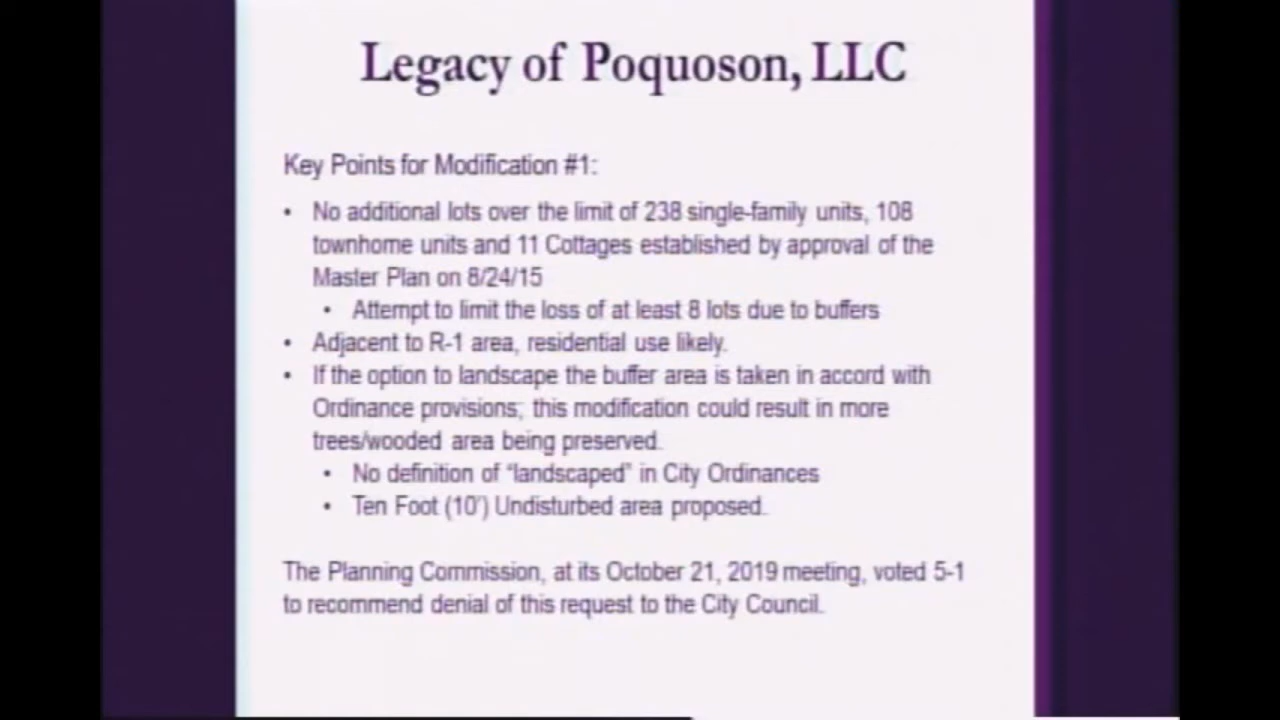 Legacy of Poquoson, LLC
Key Points for Modification #1:
• No additional lots over the limit of 238 single-family units, 108
townhome units and 11 Cottages established by approval of the
Master Plan on 8/24/15
• Attempt to limit the loss of at least 8 lots due to buffers
• Adjacent to R-1 area, residential use likely.
• If the option to landscape the buffer area is taken in accord with
Ordinance provisions; this modification could result in more
trees/wooded area being preserved.
• No definition of “landscaped” in City Ordinances
• Ten Foot (10’) Undisturbed area proposed.
The Planning Commission, at its October 21, 2019 meeting, voted 5-1
to recommend denial of this request to the City Council.